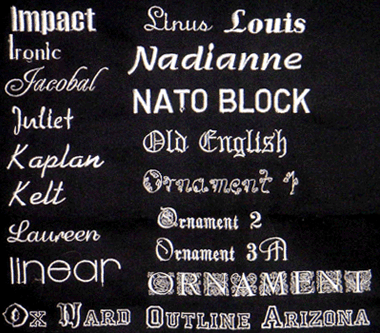 Impact
Ironic
Jacobal
Juliet
Kaplan
Kelt
Laureen
linear
Linus Louis
Nadianne
NATO BLOCK
Old English
Ornament 1
Ornament 2
Ornament 3A
ORNAMENT
OX WARD OUTLINE ARIZONA